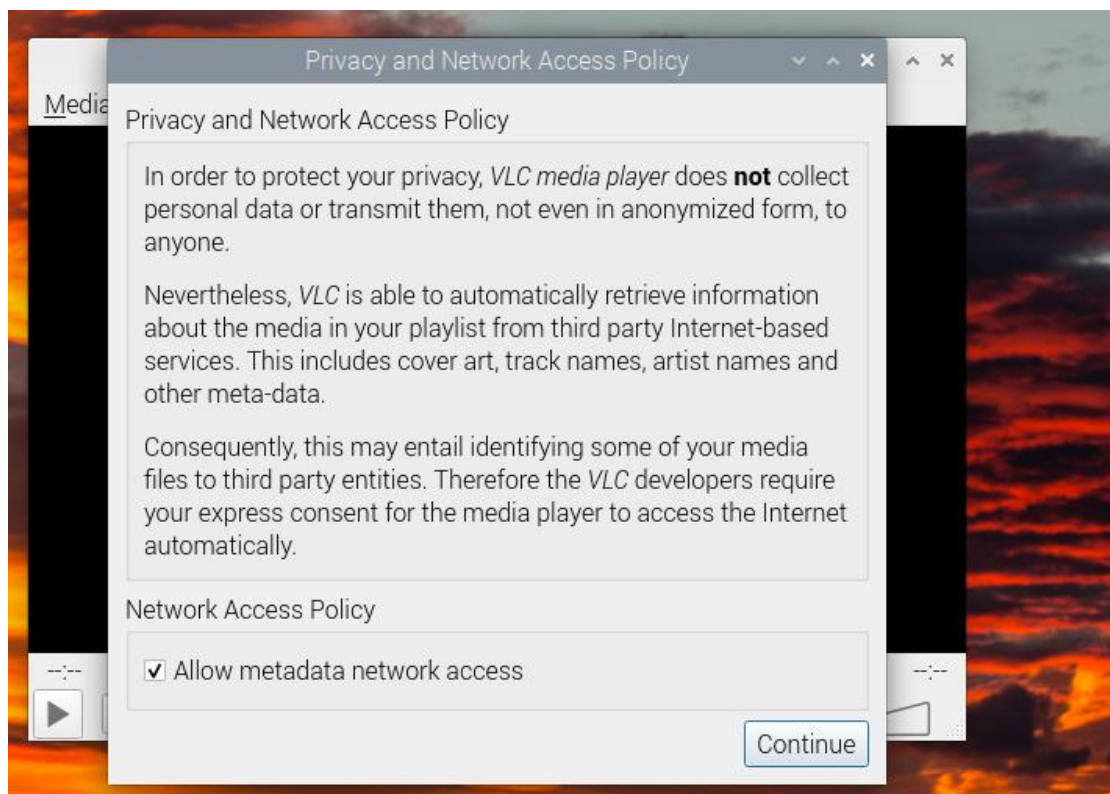 Privacy and Network Access Policy
Media
Privacy and Network Access Policy
In order to protect your privacy, VLC media player does not collect
personal data or transmit them, not even in anonymized form, to
anyone.
Nevertheless, VLC is able to automatically retrieve information
about the media in your playlist from third party Internet-based
services. This includes cover art, track names, artist names and
other meta-data.
Consequently, this may entail identifying some of your media
files to third party entities. Therefore the VLC developers require
your express consent for the media player to access the Internet
automatically.
Network Access Policy
Allow metadata network access
--:-- --:--
Continue